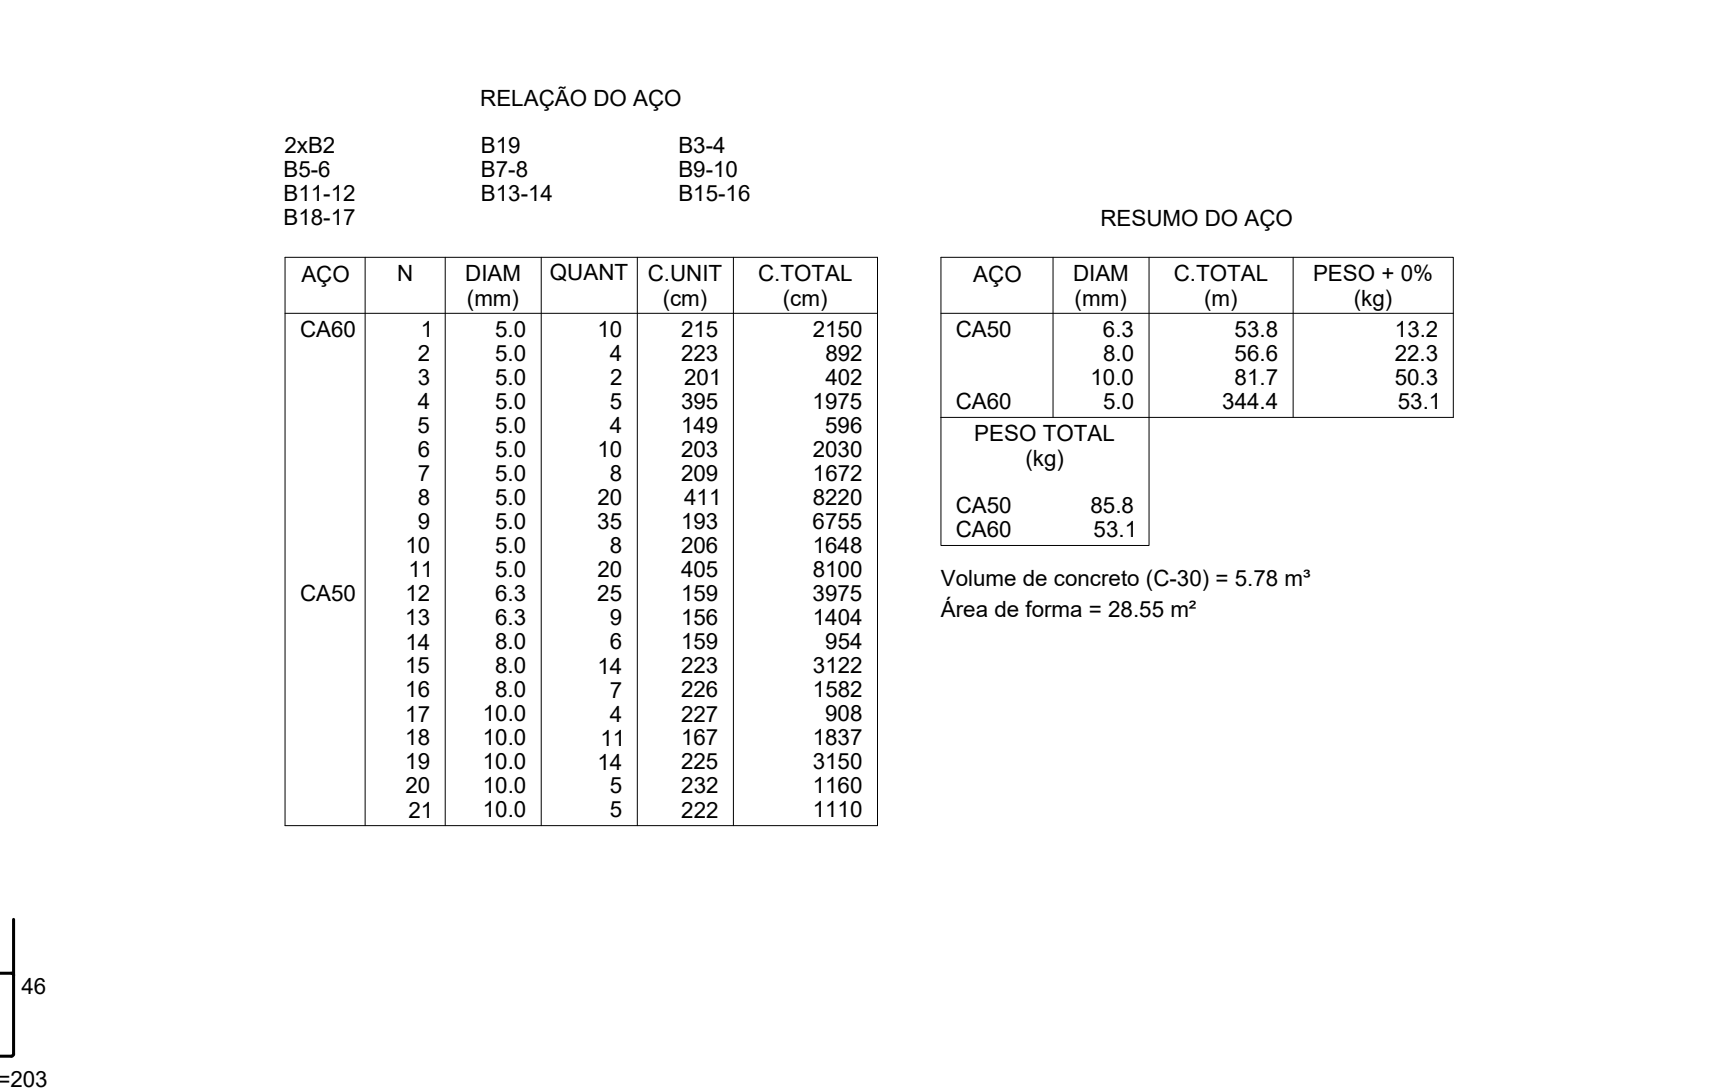 RELAÇÃO DO AÇO
2xB2 B19 B3-4
B5-6 B7-8 B9-10
B11-12 B13-14 B15-16
B18-17
AÇO N DIAM QUANT C.UNIT C.TOTAL
(mm) (cm) (cm)
CA60 1 5.0 10 215 2150
2 5.0 4 223 892
3 5.0 2 201 402
4 5.0 5 395 1975
5 5.0 4 149 596
6 5.0 10 203 2030
7 5.0 8 209 1672
8 5.0 20 411 8220
9 5.0 35 193 6755
10 5.0 8 206 1648
11 5.0 20 405 8100
CA50 12 6.3 25 159 3975
13 6.3 9 156 1404
14 8.0 6 159 954
15 8.0 14 223 3122
16 8.0 7 226 1582
17 10.0 4 227 908
18 10.0 11 167 1837
19 10.0 14 225 3150
20 10.0 5 232 1160
21 10.0 5 222 1110
RESUMO DO AÇO
AÇO DIAM C.TOTAL PESO + 0%
(mm) (m) (kg)
CA50 6.3 53.8 13.2
8.0 56.6 22.3
10.0 81.7 50.3
CA60 5.0 344.4 53.1
PESO TOTAL
(kg)
CA50 85.8
CA60 53.1
Volume de concreto (C-30) = 5.78 m³
Área de forma = 28.55 m²
46
=203